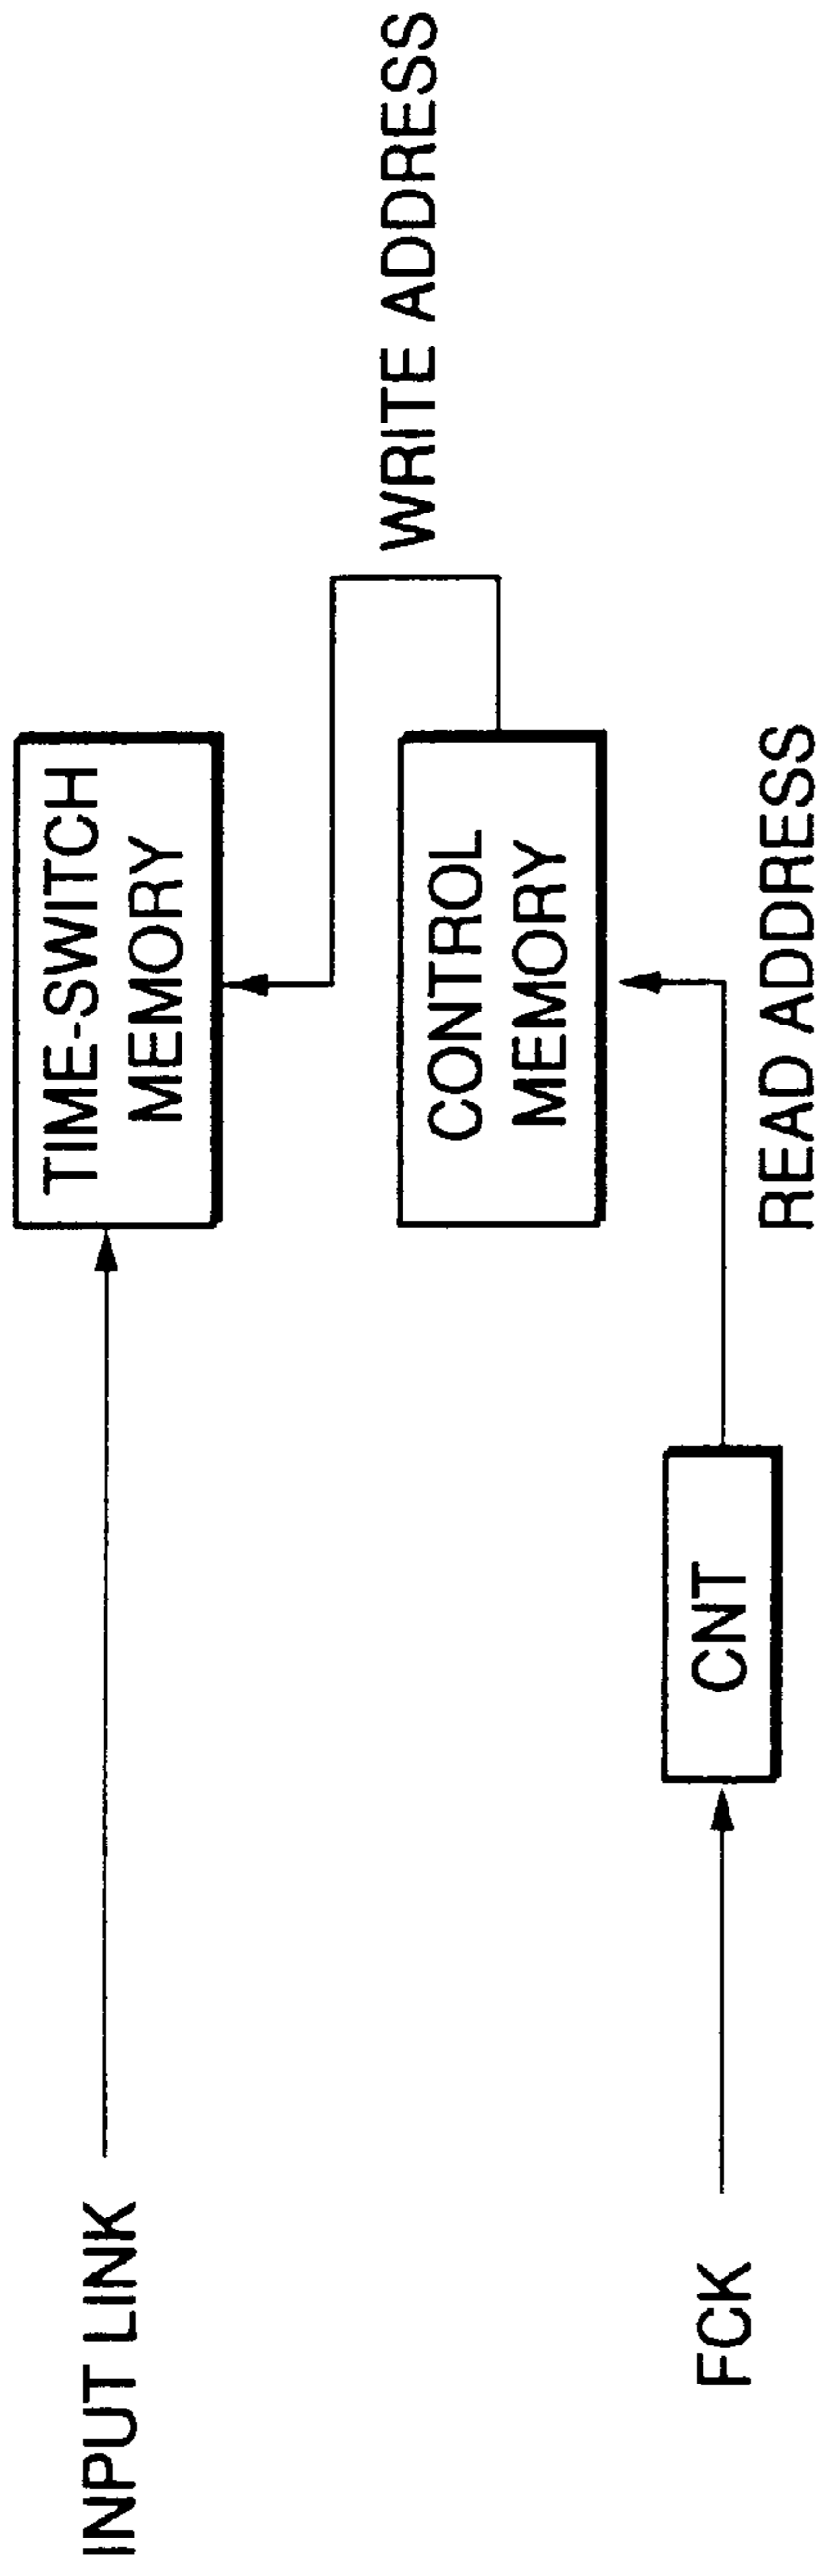 INPUT LINK
TIME-SWITCH
MEMORY
WRITE ADDRESS
CONTROL
MEMORY
FCK
CNT
READ ADDRESS